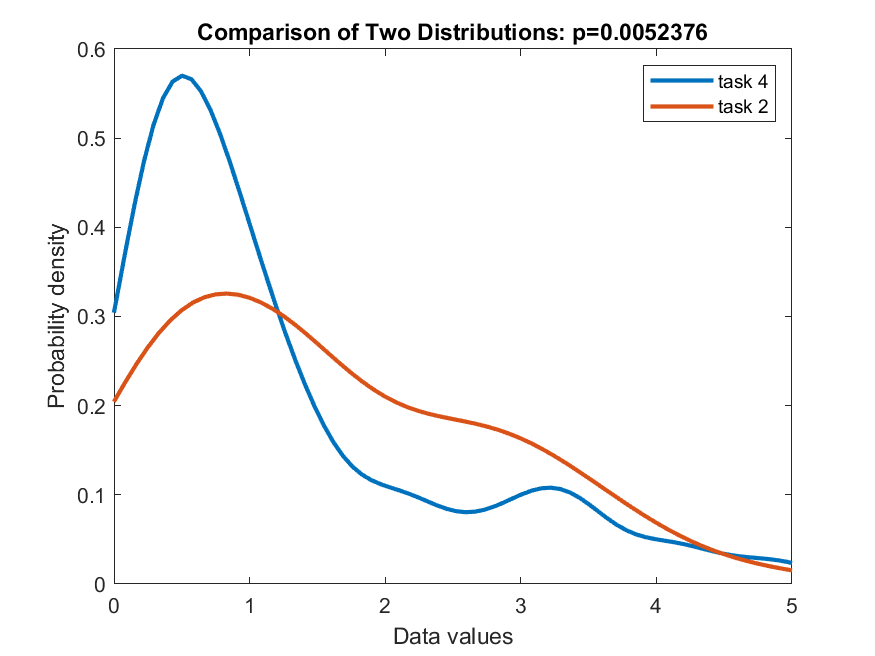 Comparison of Two Distributions: p=0.0052376
0.6
0.5
0.4
0.3
0.2
0.1
0
Probability density
task 4
task 2
0 1 2 3 4 5
Data values